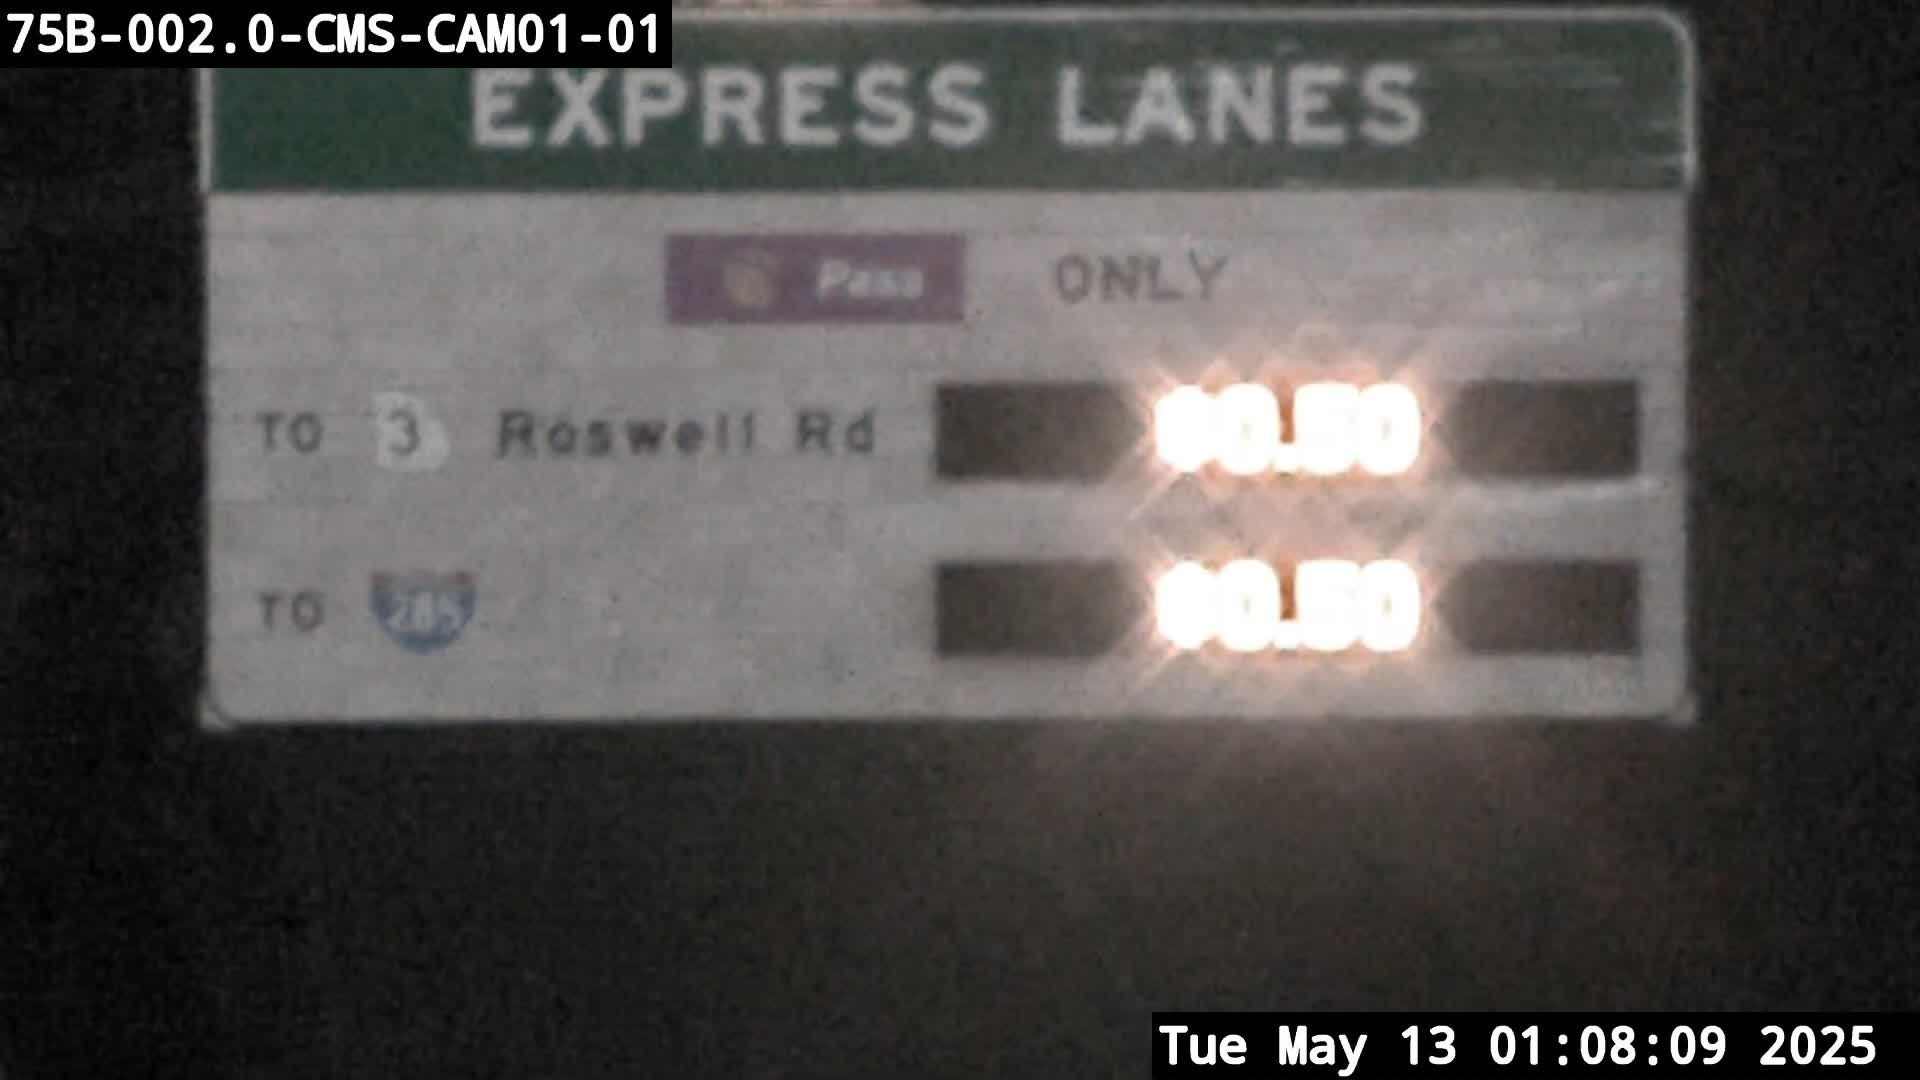 75B-002.0-CMS-CAM01-01
EXPRESS LANES
Pass ONLY
TO 3 Roswell Rd $0.50
TO 285 $0.50
Tue May 13 01:08:09 2025